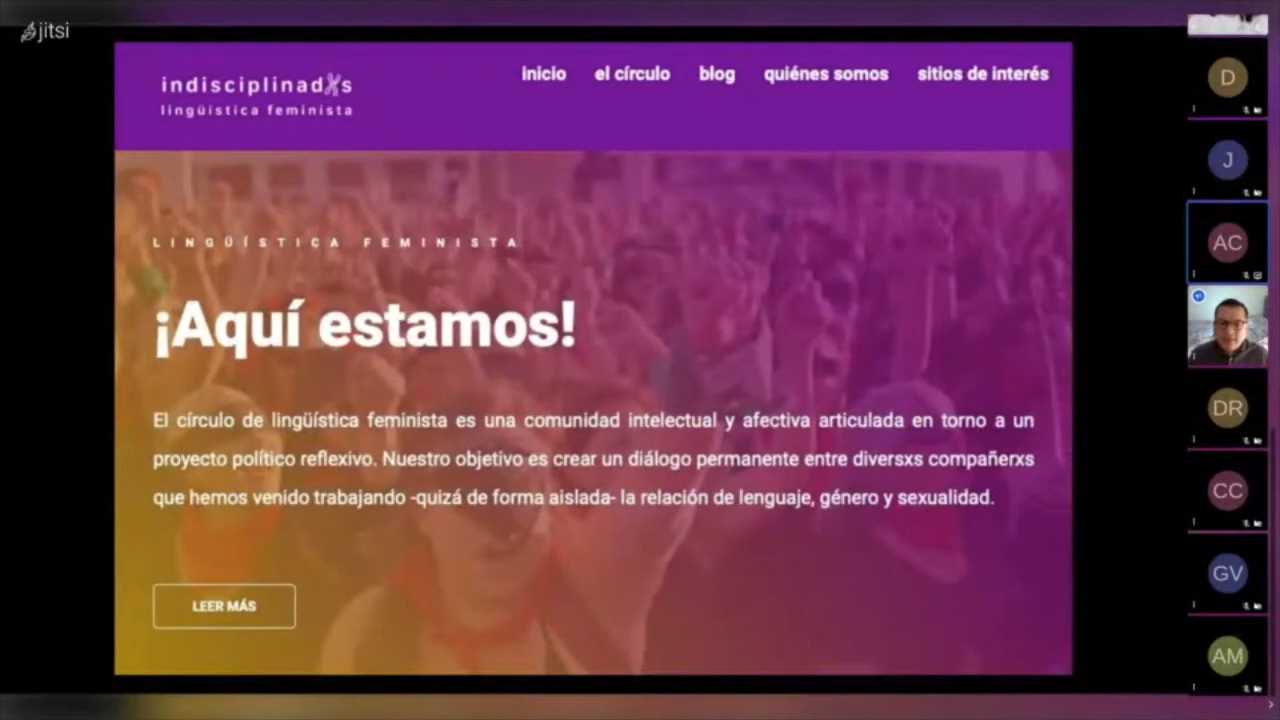 jitsi
inicio el círculo blog quiénes somos sitios de interés
indisciplinadxs
lingüística feminista
LINGÜÍSTICA FEMINISTA
¡Aquí estamos!
El círculo de lingüística feminista es una comunidad intelectual y afectiva articulada en torno a un
proyecto político reflexivo. Nuestro objetivo es crear un diálogo permanente entre diversxs compañerxs
que hemos venido trabajando -quizá de forma aislada- la relación de lenguaje, género y sexualidad.
LEER MÁS
D
J
AC
DR
CC
GV
AM